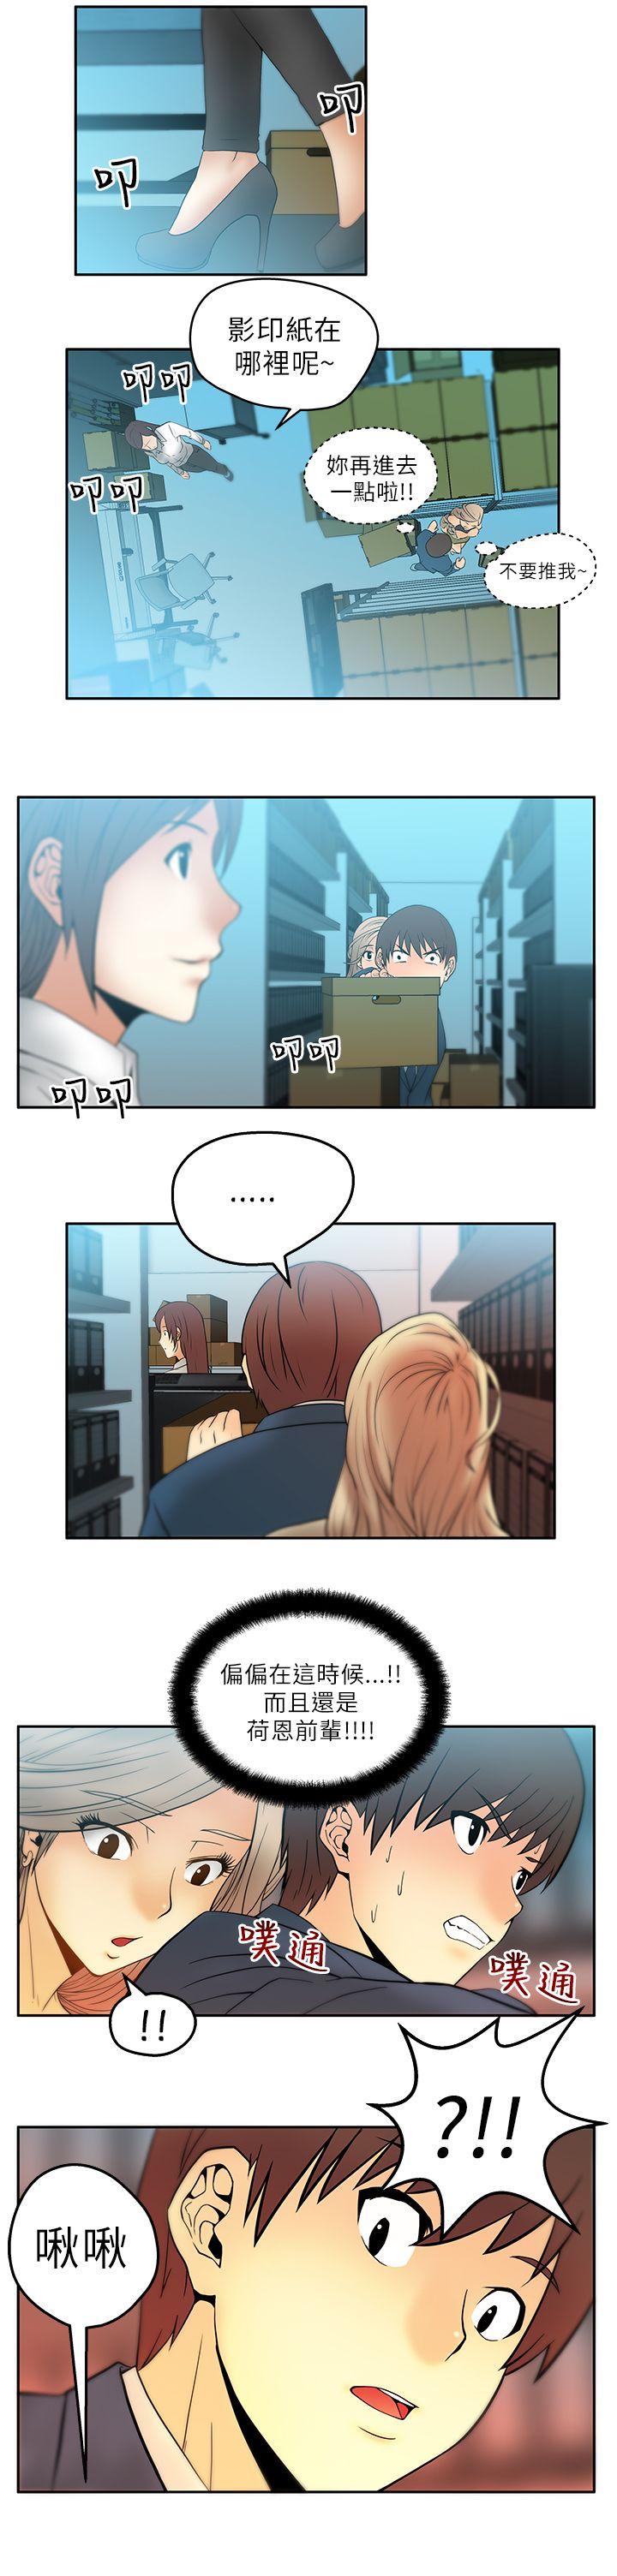 叩
叩
影印紙在
哪裡呢~
叩叩
叩叩
妳再進去
一點啦!!
不要推我~
叩叩
叩叩
.....
偏偏在這時候...!!
而且還是
荷恩前輩!!!!
噗通
噗通
!!
?!!
啾啾